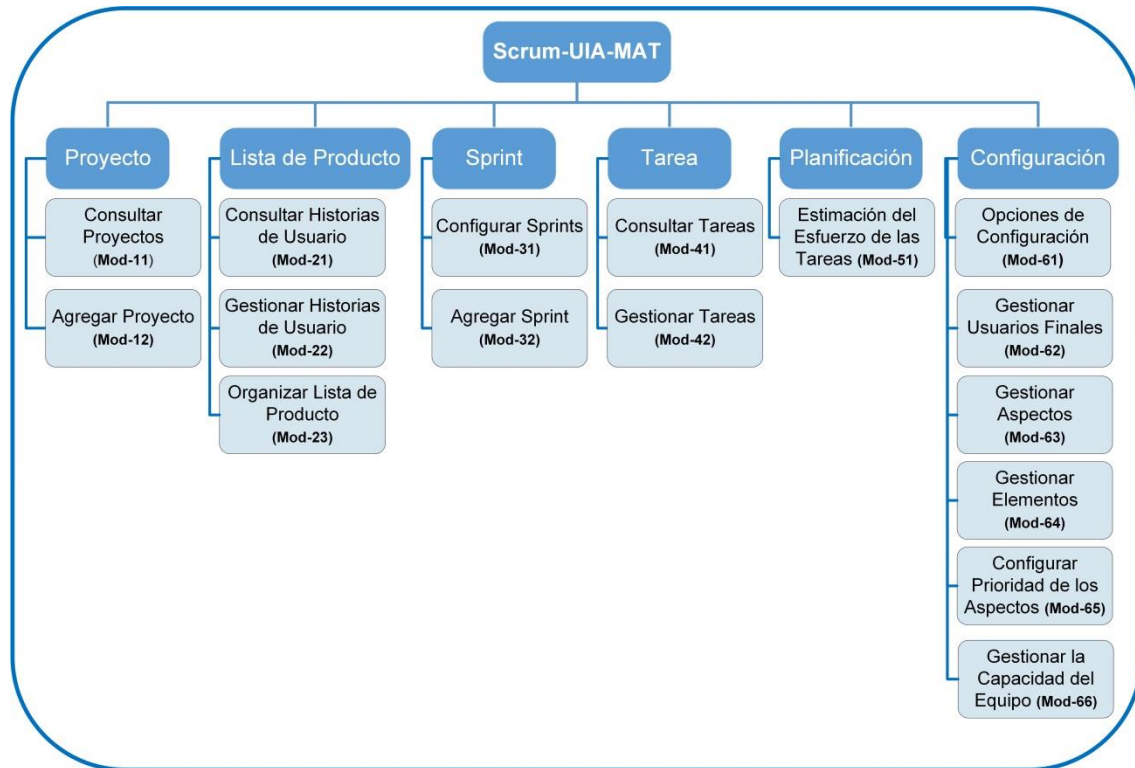 Scrum-UIA-MAT
Proyecto
Consultar
Proyectos
(Mod-11)
Agregar Proyecto
(Mod-12)
Lista de Producto
Consultar Historias
de Usuario
(Mod-21)
Gestionar Historias
de Usuario
(Mod-22)
Organizar Lista de
Producto
(Mod-23)
Sprint
Configurar Sprints
(Mod-31)
Agregar Sprint
(Mod-32)
Tarea
Consultar Tareas
(Mod-41)
Gestionar Tareas
(Mod-42)
Planificación
Estimación del
Esfuerzo de las
Tareas (Mod-51)
Configuración
Opciones de
Configuración
(Mod-61)
Gestionar
Usuarios Finales
(Mod-62)
Gestionar
Aspectos
(Mod-63)
Gestionar
Elementos
(Mod-64)
Configurar
Prioridad de los
Aspectos (Mod-65)
Gestionar la
Capacidad del
Equipo (Mod-66)